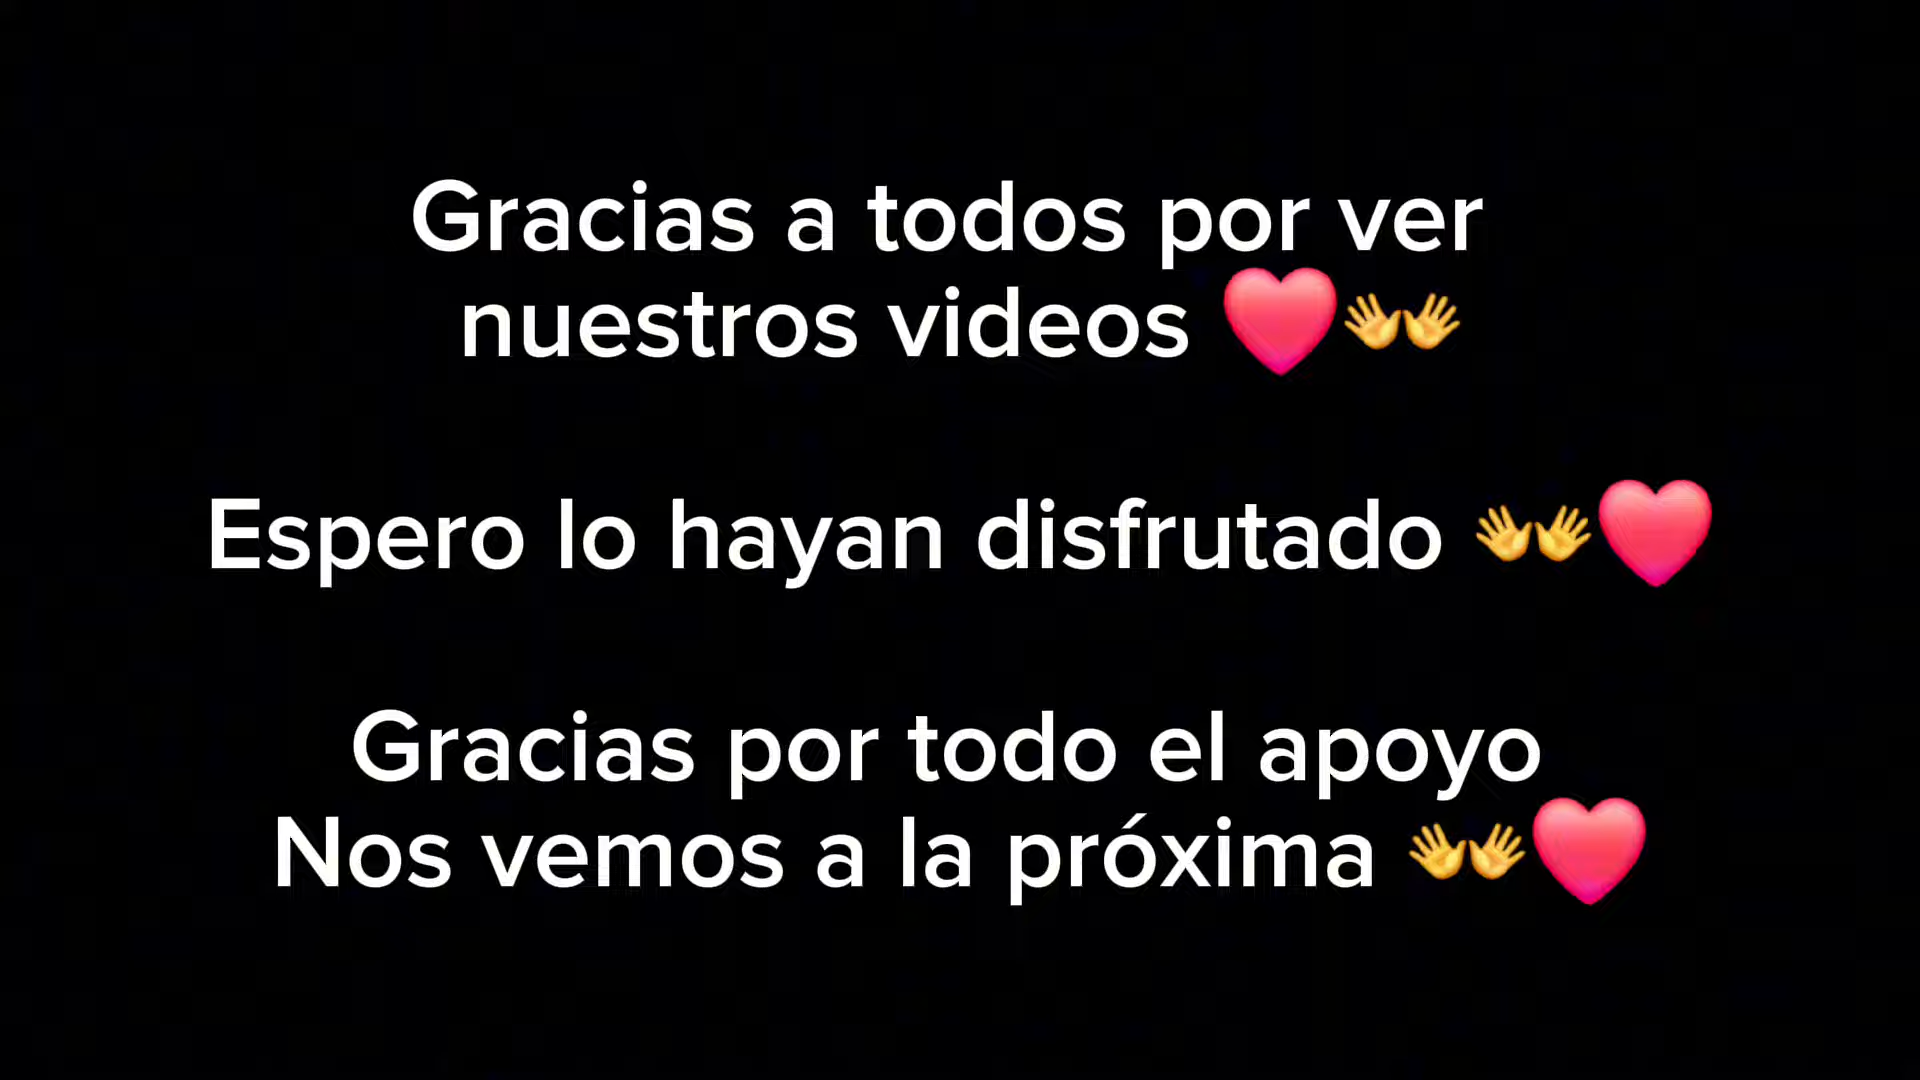 Gracias a todos por ver
nuestros videos ❤️👐
Espero lo hayan disfrutado 👐❤️
Gracias por todo el apoyo
Nos vemos a la próxima 👐❤️